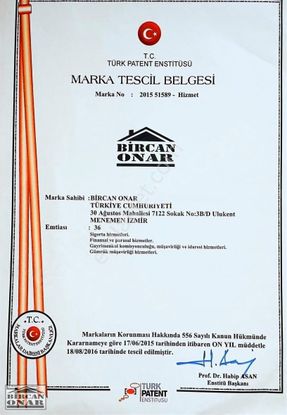 T.C.
TÜRK PATENT ENSTİTÜSÜ
MARKA TESCİL BELGESİ
Marka No : 2015 51589 - Hizmet
BİRCAN
ONAR
Marka Sahibi :BİRCAN ONAR
TÜRKİYE CUMHURİYETİ
30 Ağustos Mahallesi 7122 Sokak No:3B/D Ulukent
MENEMEN İZMİR
Emtiası : 36
Sigorta hizmetleri.
Finansal ve parasal hizmetler.
Gayrimenkul komisyonculuğu, müşavirliği ve idaresi hizmetleri.
Gümrük müşavirliği hizmetleri.
T.C.
MARKALAR DAİRESİ BAŞKANLIĞI
Markaların Korunması Hakkında 556 Sayılı Kanun Hükmünde
Kararnameye göre 17/06/2015 tarihinden itibaren ON YIL müddetle
18/08/2016 tarihinde tescil edilmiştir.
Prof. Dr. Habip ASAN
Enstitü Başkanı
TÜRK
PATENT
ENSTİTÜSÜ
BİRCAN
ONAR